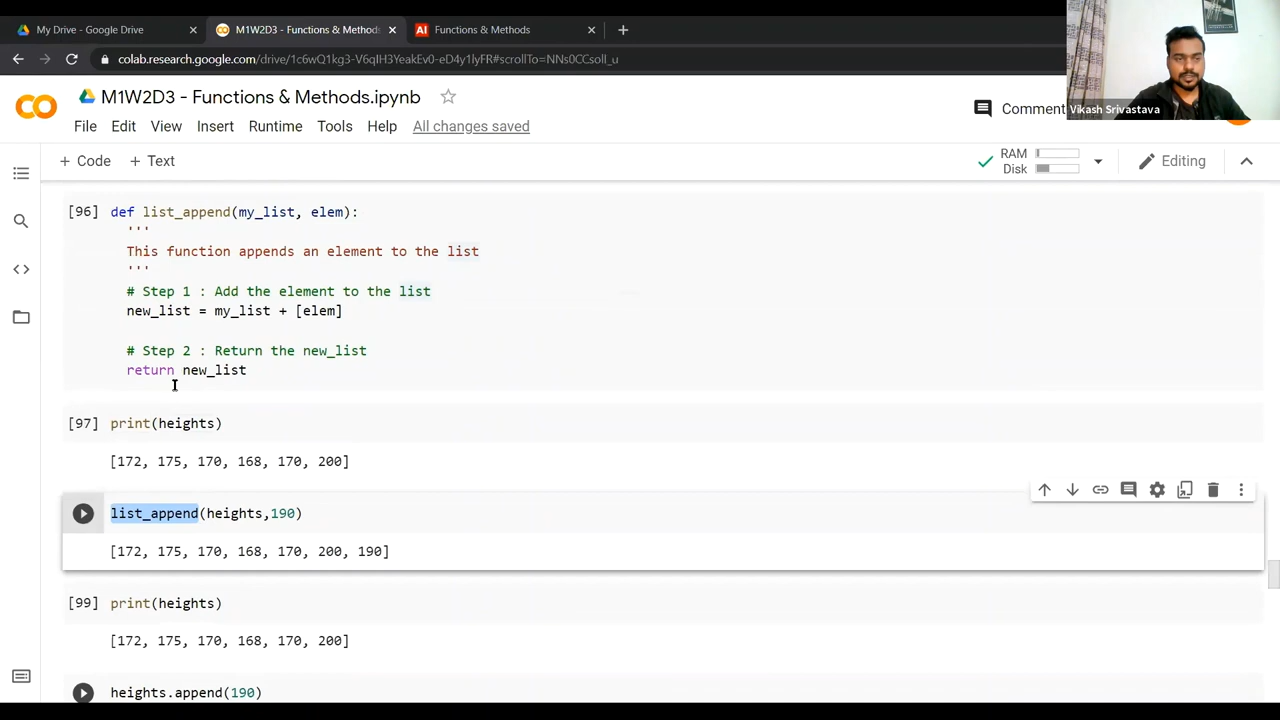 My Drive - Google Drive
M1W2D3 - Functions & Methods
Functions & Methods
colab.research.google.com/drive/1c6wQ1kg3-V6qIH3YeakEv0-eD4y1lyFR#scrollTo=NNs0CCsoll_u
M1W2D3 - Functions & Methods.ipynb
Comment
Vikash Srivastava
File Edit View Insert Runtime Tools Help All changes saved
+ Code + Text
RAM
Disk
Editing
[96] def list_append(my_list, elem):
'''
This function appends an element to the list
'''
# Step 1 : Add the element to the list
new_list = my_list + [elem]
# Step 2 : Return the new_list
return new_list
[97] print(heights)
[172, 175, 170, 168, 170, 200]
list_append(heights,190)
[172, 175, 170, 168, 170, 200, 190]
[99] print(heights)
[172, 175, 170, 168, 170, 200]
heights.append(190)